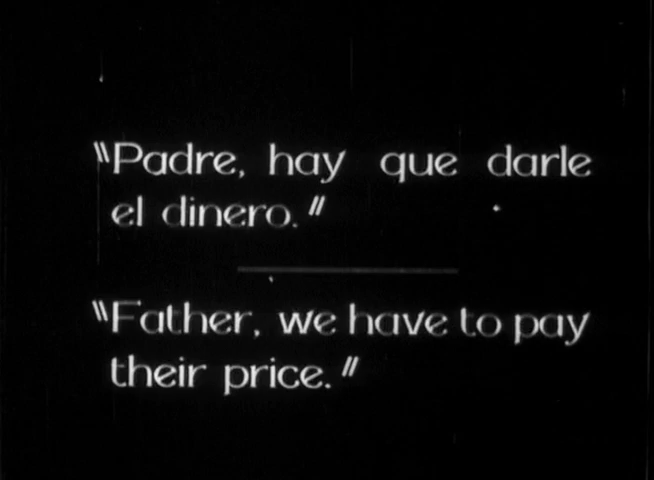 "Padre, hay que darle
el dinero."
"Father, we have to pay
their price."